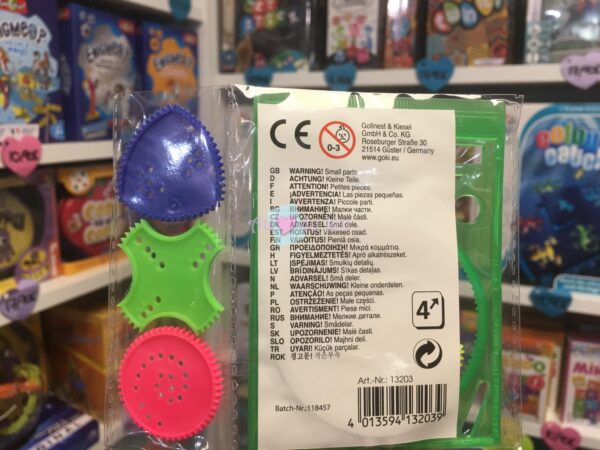 ENIGMES?
ENIGMES?
CE
0-3
Gollnest & Kiesel
GmbH & Co. KG
Roseburger Straße 30
21514 Güster / Germany
www.goki.eu
GB WARNING! Small parts.
D ACHTUNG! Kleine Teile.
F ATTENTION! Petites pièces.
E ¡ADVERTENCIA! Las piezas pequeñas.
I AVVERTENZA! Piccole parti.
BG ВНИМАНИЕ! Малки части.
CZ UPOZORNĚNÍ! Malé části.
DK ADVARSEL! Små dele.
EST HOIATUS! Väikesed osad.
FIN VAROITUS! Pieniä osia.
GR ΠΡΟΕΙΔΟΠΟΙΗΣΗ! Μικρά κομμάτια.
H FIGYELMEZTETÉS! Apró alkatrészeket.
LT ĮSPĖJIMAS! Smulkių detalių.
LV BRĪDINĀJUMS! Sīkas detaļas.
N ADVARSEL! Små deler.
NL WAARSCHUWING! Kleine onderdelen.
P ATENÇÃO! As peças pequenas.
PL OSTRZEŻENIE! Małe części.
RO AVERTISMENT! Piese mici.
RUS ВНИМАНИЕ! Мелкие детали.
S VARNING! Smådelar.
SK UPOZORNENIE! Malé časti.
SLO OPOZORILO! Majhni deli.
TR UYARI! Küçük parçalar.
ROK 경고문! 작은부속
4
Art.-Nr.: 13203
Batch-Nr.:118457
4 013594 132039